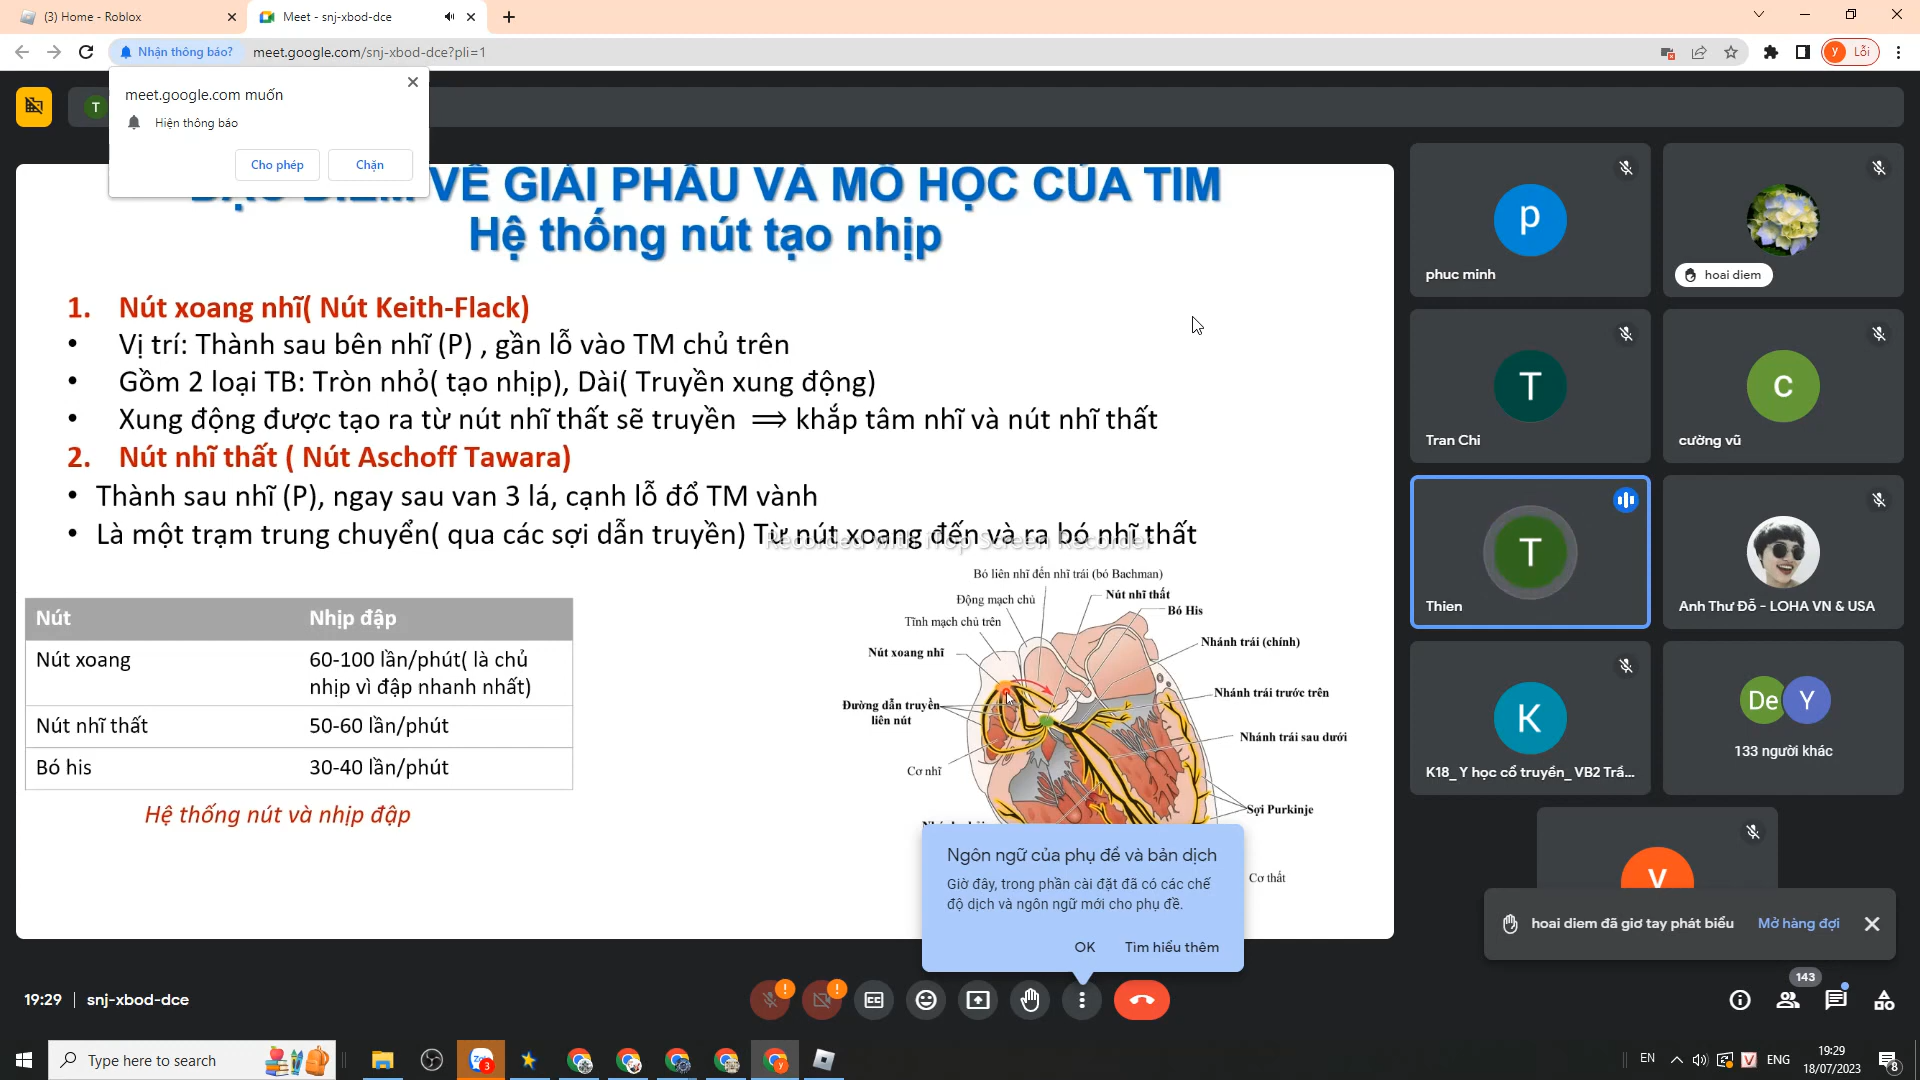 (3) Home - Roblox
Meet - snj-xbod-dce
Nhận thông báo?
meet.google.com/snj-xbod-dce?pli=1
y
Lỗi
meet.google.com muốn
Hiện thông báo
Cho phép
Chặn
T
VỀ GIẢI PHẪU VÀ MÔ HỌC CỦA TIM
Hệ thống nút tạo nhịp
1. Nút xoang nhĩ( Nút Keith-Flack)
• Vị trí: Thành sau bên nhĩ (P) , gần lỗ vào TM chủ trên
• Gồm 2 loại TB: Tròn nhỏ( tạo nhịp), Dài( Truyền xung động)
• Xung động được tạo ra từ nút nhĩ thất sẽ truyền ⟹ khắp tâm nhĩ và nút nhĩ thất
2. Nút nhĩ thất ( Nút Aschoff Tawara)
• Thành sau nhĩ (P), ngay sau van 3 lá, cạnh lỗ đổ TM vành
• Là một trạm trung chuyển( qua các sợi dẫn truyền) Từ nút xoang đến và ra bó nhĩ thất
Recorded with iTop Screen Recorder
Nút Nhịp đập
Nút xoang 60-100 lần/phút( là chủ
nhịp vì đập nhanh nhất)
Nút nhĩ thất 50-60 lần/phút
Bó his 30-40 lần/phút
Hệ thống nút và nhịp đập
Bó liên nhĩ đến nhĩ trái (bó Bachman)
Động mạch chủ
Nút nhĩ thất
Bó His
Tĩnh mạch chủ trên
Nhánh trái (chính)
Nút xoang nhĩ
Nhánh trái trước trên
Đường dẫn truyền
liên nút
Nhánh trái sau dưới
Cơ nhĩ
Sợi Purkinje
Cơ thất
Ngôn ngữ của phụ đề và bản dịch
Giờ đây, trong phần cài đặt đã có các chế
độ dịch và ngôn ngữ mới cho phụ đề.
OK
Tìm hiểu thêm
p
phuc minh
hoai diem
T
Tran Chi
c
cường vũ
T
Thien
Anh Thư Đỗ - LOHA VN & USA
K
K18_ Y học cổ truyền_ VB2 Trầ...
De
Y
133 người khác
V
hoai diem đã giơ tay phát biểu
Mở hàng đợi
19:29 | snj-xbod-dce
143
Type here to search
Zalo
3
y
EN
V
ENG
19:29
18/07/2023
8